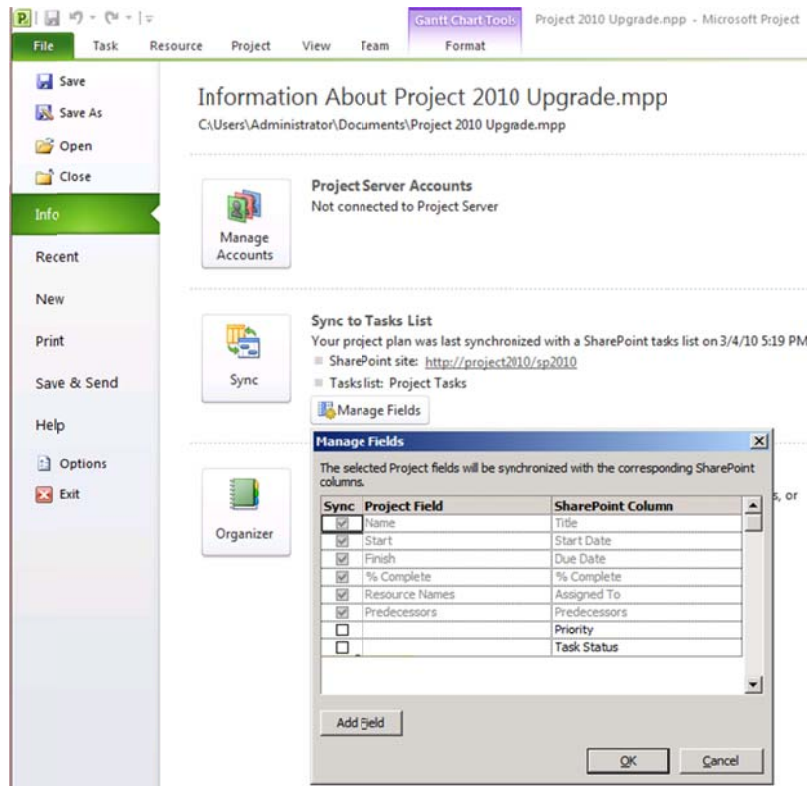 Gantt Chart Tools
Project 2010 Upgrade.npp - Microsoft Project
File Task Resource Project View Team Format
Save
Save As
Open
Close
Info
Recent
New
Print
Save & Send
Help
Options
Exit
Information About Project 2010 Upgrade.mpp
C:\Users\Administrator\Documents\Project 2010 Upgrade.mpp
Manage
Accounts
Project Server Accounts
Not connected to Project Server
Sync
Sync to Tasks List
Your project plan was last synchronized with a SharePoint tasks list on 3/4/10 5:19 PM
SharePoint site: http://project2010/sp2010
Tasks list: Project Tasks
Manage Fields
Organizer
s, or
Manage Fields
The selected Project fields will be synchronized with the corresponding SharePoint
columns.
Sync Project Field SharePoint Column
Name Title
Start Start Date
Finish Due Date
% Complete % Complete
Resource Names Assigned To
Predecessors Predecessors
Priority
Task Status
Add Field
OK Cancel